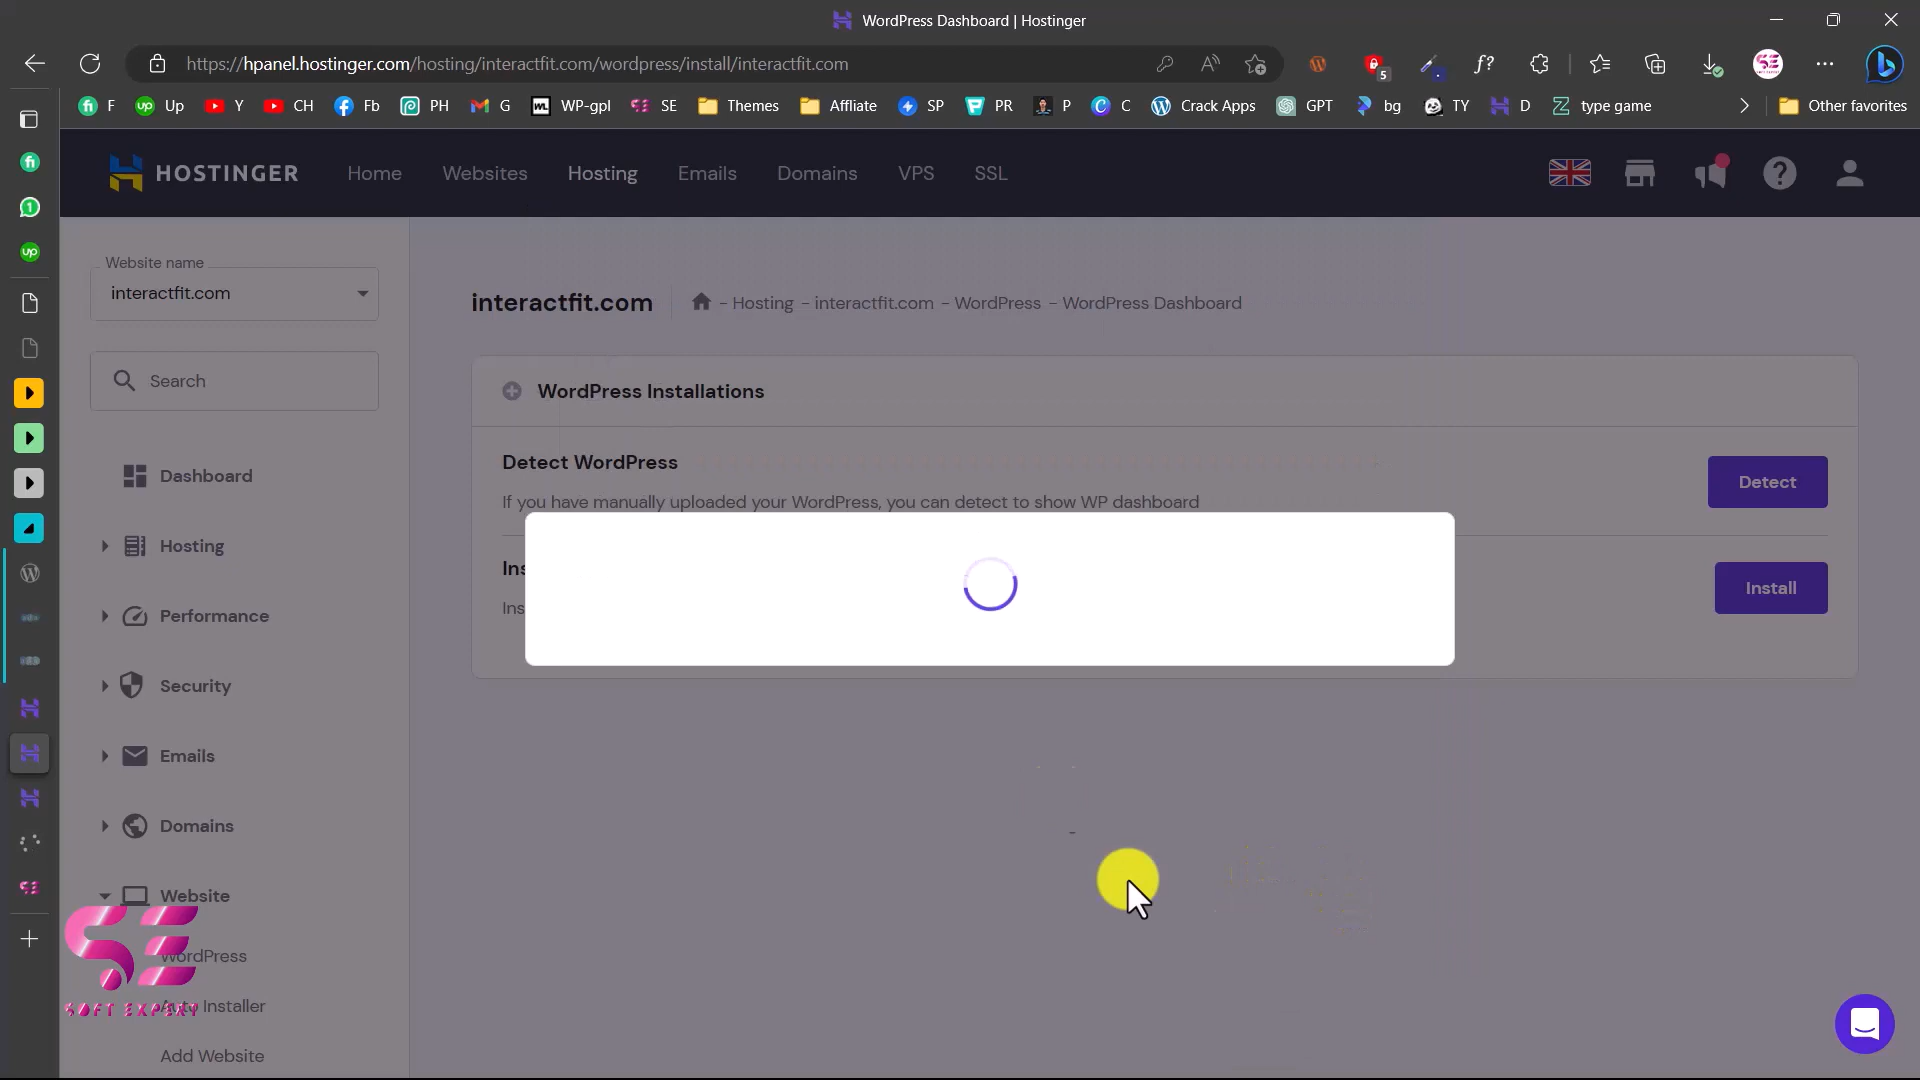 WordPress Dashboard | Hostinger
https://hpanel.hostinger.com/hosting/interactfit.com/wordpress/install/interactfit.com
5
F Up Y CH Fb PH G WP-gpl SE Themes Affliate SP PR P C Crack Apps GPT bg TY D type game Other favorites
HOSTINGER Home Websites Hosting Emails Domains VPS SSL
Website name
interactfit.com
Search
Dashboard
Hosting
Performance
Security
Emails
Domains
Website
WordPress
Auto Installer
Add Website
SE
SOFT EXPERT
interactfit.com - Hosting - interactfit.com - WordPress - WordPress Dashboard
WordPress Installations
Detect WordPress
If you have manually uploaded your WordPress, you can detect to show WP dashboard
Detect
Ins
Ins
Install